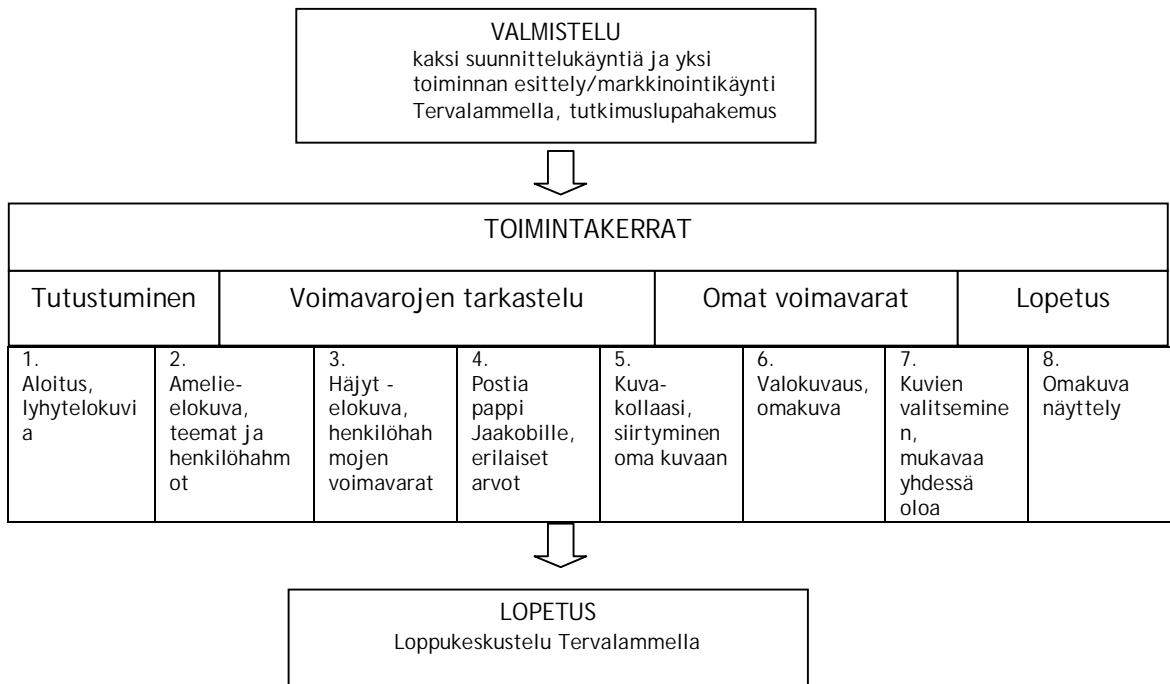 VALMISTELU
kaksi suunnittelukäyntiä ja yksi
toiminnan esittely/markkinointikäynti
Tervalammella, tutkimuslupahakemus
TOIMINTAKERRAT
Tutustuminen
Voimavarojen tarkastelu
Omat voimavarat
Lopetus
1.
Aloitus,
lyhytelokuvi
a
2.
Amelie-
elokuva,
teemat ja
henkilöhahm
ot
3.
Häjyt -
elokuva,
henkilöhah
mojen
voimavarat
4.
Postia
pappi
Jaakobille,
erilaiset
arvot
5.
Kuva-
kollaasi,
siirtyminen
oma kuvaan
6.
Valokuvaus,
omakuva
7.
Kuvien
valitsemine
n,
mukavaa
yhdessä
oloa
8.
Omakuva
näyttely
LOPETUS
Loppukeskustelu Tervalammella